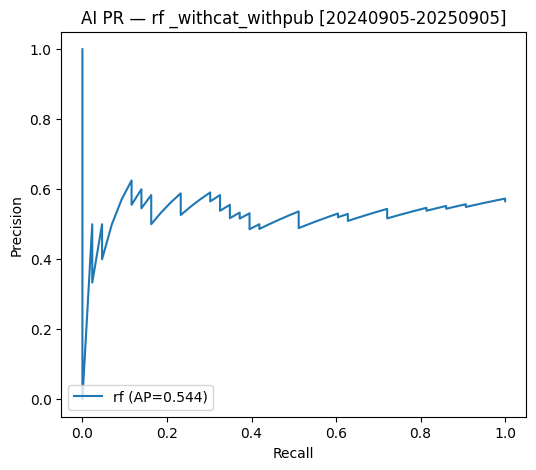 AI PR — rf _withcat_withpub [20240905-20250905]
1.0
0.8
0.6
0.4
0.2
0.0
Precision
rf (AP=0.544)
0.0 0.2 0.4 0.6 0.8 1.0
Recall